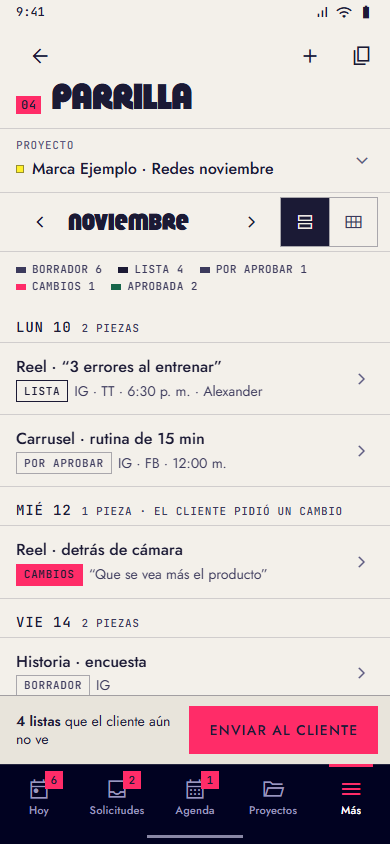 9:41
04 PARRILLA
PROYECTO
Marca Ejemplo · Redes noviembre
noviembre
BORRADOR 6 LISTA 4 POR APROBAR 1
CAMBIOS 1 APROBADA 2
LUN 10 2 PIEZAS
Reel · “3 errores al entrenar”
LISTA IG · TT · 6:30 p. m. · Alexander
Carrusel · rutina de 15 min
POR APROBAR IG · FB · 12:00 m.
MIÉ 12 1 PIEZA · EL CLIENTE PIDIÓ UN CAMBIO
Reel · detrás de cámara
CAMBIOS “Que se vea más el producto”
VIE 14 2 PIEZAS
Historia · encuesta
BORRADOR IG
4 listas que el cliente aún
no ve
ENVIAR AL CLIENTE
6 2 1
Hoy Solicitudes Agenda Proyectos Más